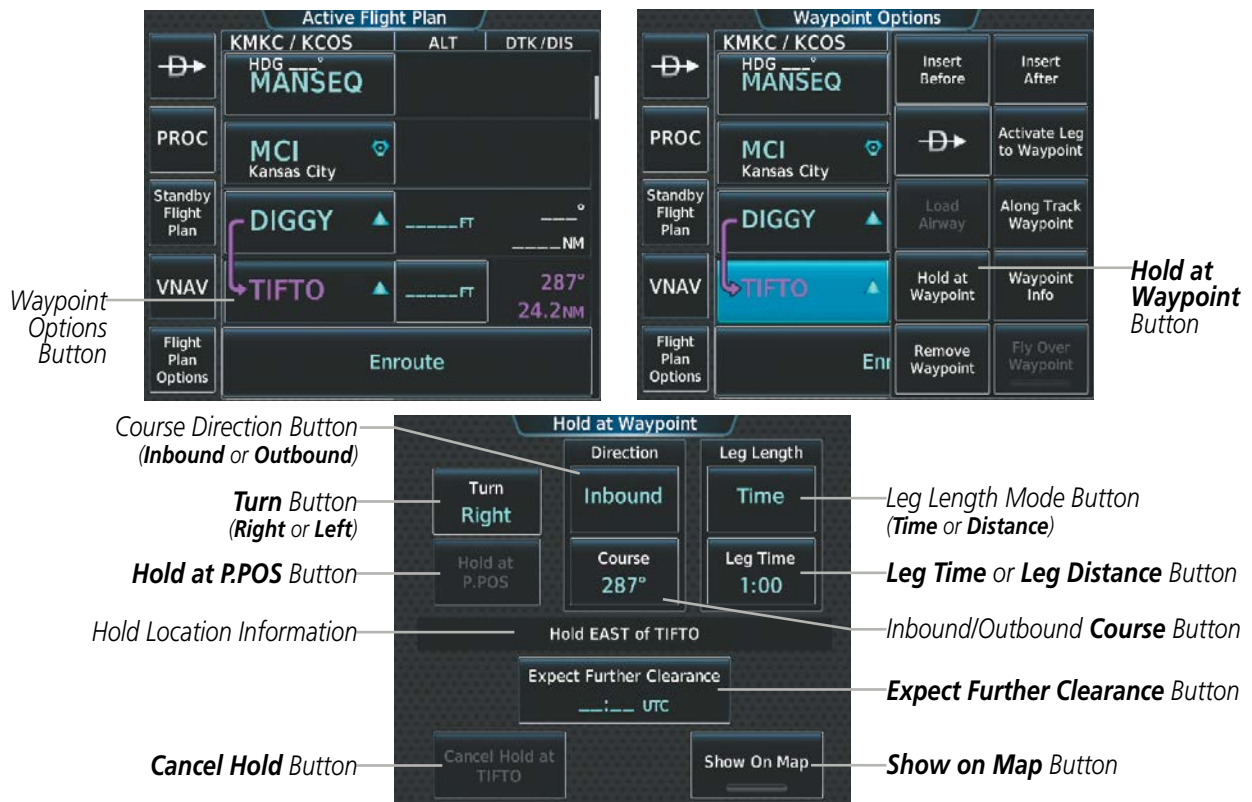 Active Flight Plan
KMKC / KCOS ALT DTK/DIS
HDG ___°
MANSEQ
PROC
MCI
Kansas City
Standby
Flight
Plan
DIGGY _____FT ___°
____NM
VNAV
TIFTO _____FT 287°
24.2NM
Flight
Plan
Options
Enroute
Waypoint
Options
Button
Waypoint Options
KMKC / KCOS
HDG ___°
MANSEQ
Insert
Before
Insert
After
PROC
MCI
Kansas City
Activate Leg
to Waypoint
Standby
Flight
Plan
DIGGY
Load
Airway
Along Track
Waypoint
VNAV
TIFTO
Hold at
Waypoint
Waypoint
Info
Flight
Plan
Options
Enr
Remove
Waypoint
Fly Over
Waypoint
Hold at
Waypoint
Button
Hold at Waypoint
Direction
Leg Length
Turn
Right
Inbound
Time
Hold at
P.POS
Course
287°
Leg Time
1:00
Hold EAST of TIFTO
Expect Further Clearance
__:__ UTC
Cancel Hold at
TIFTO
Show On Map
Course Direction Button
(Inbound or Outbound)
Turn Button
(Right or Left)
Hold at P.POS Button
Hold Location Information
Cancel Hold Button
Leg Length Mode Button
(Time or Distance)
Leg Time or Leg Distance Button
Inbound/Outbound Course Button
Expect Further Clearance Button
Show on Map Button